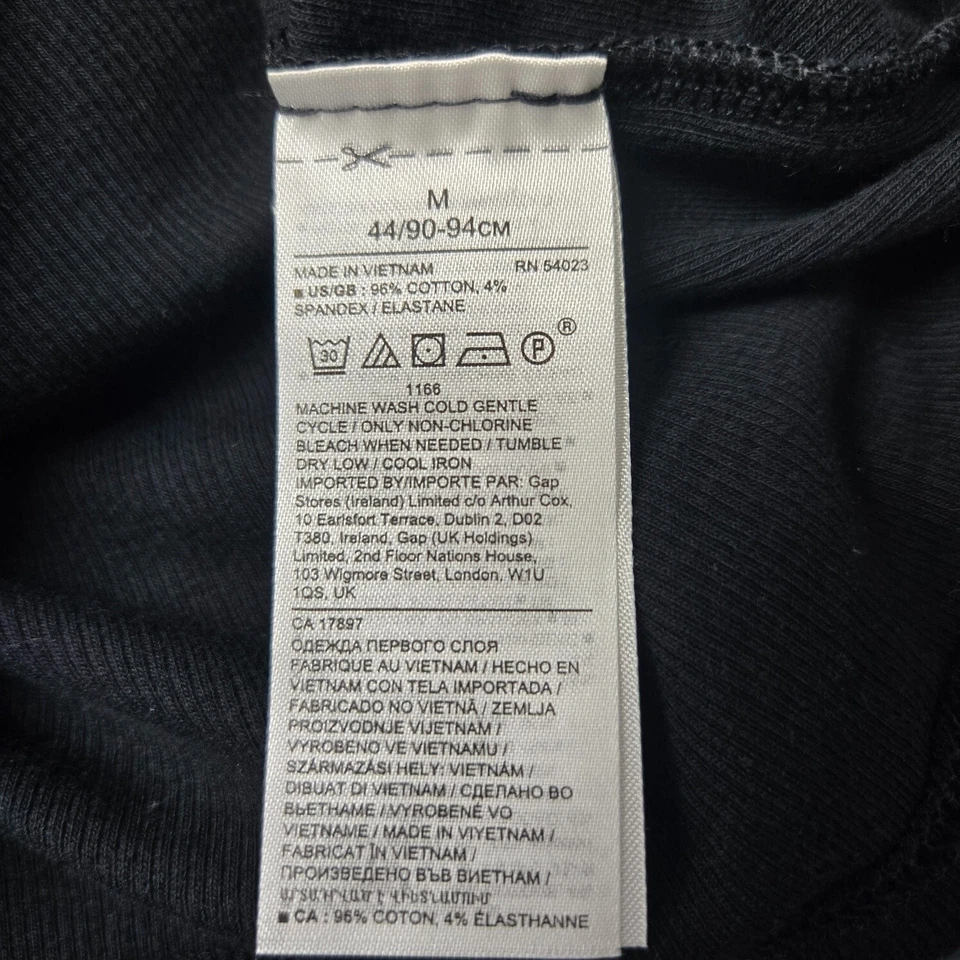 M
44/90-94CM
MADE IN VIETNAM RN 54023
US/GB : 96% COTTON, 4%
SPANDEX / ELASTANE
30 P ®
1166
MACHINE WASH COLD GENTLE
CYCLE / ONLY NON-CHLORINE
BLEACH WHEN NEEDED / TUMBLE
DRY LOW / COOL IRON
IMPORTED BY/IMPORTE PAR: Gap
Stores (Ireland) Limited c/o Arthur Cox,
10 Earlsfort Terrace, Dublin 2, D02
T380, Ireland, Gap (UK Holdings)
Limited, 2nd Floor Nations House,
103 Wigmore Street, London, W1U
1QS, UK
CA 17897
ОДЕЖДА ПЕРВОГО СЛОЯ
FABRIQUE AU VIETNAM / HECHO EN
VIETNAM CON TELA IMPORTADA /
FABRICADO NO VIETNÃ / ZEMLJA
PROIZVODNJE VIJETNAM /
VYROBENO VE VIETNAMU /
SZÁRMAZÁSI HELY: VIETNÁM /
DIBUAT DI VIETNAM / СДЕЛАНО ВО
ВЬЕТНАМЕ / VYROBENÉ VO
VIETNAME / MADE IN VIYETNAM /
FABRICAT ÎN VIETNAM /
ПРОИЗВЕДЕНО ВЪВ ВИЕТНАМ /
ԱՐՏԱԴՐՎԱԾ Է ՎԻԵՏՆԱՄՈՒՄ
CA : 96% COTON, 4% ÉLASTHANNE